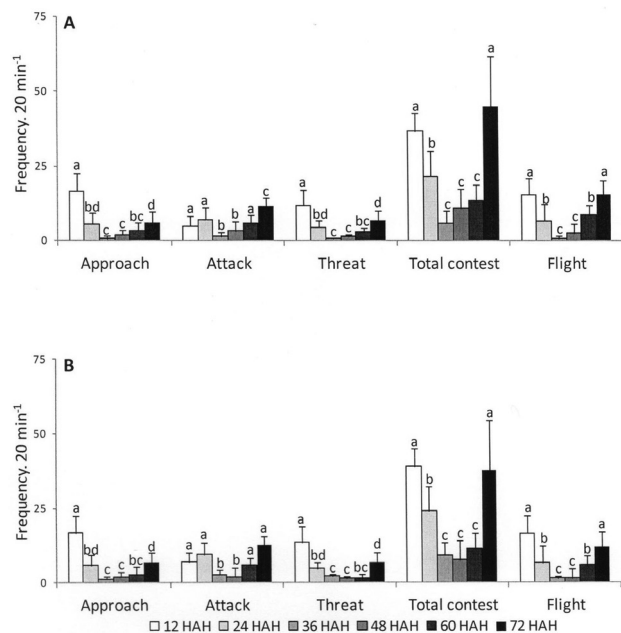 A
75
50
25
0
Frequency. 20 min⁻¹
a bd c c bc d
a a b b a c
a bd c c bc d
a b c c c a
a b c c b a
Approach Attack Threat Total contest Flight
B
75
50
25
0
Frequency. 20 min⁻¹
a bd c c bc d
a a c c b a
a bd c c bc d
a b c c c a
a b c c b a
Approach Attack Threat Total contest Flight
12 HAH 24 HAH 36 HAH 48 HAH 60 HAH 72 HAH